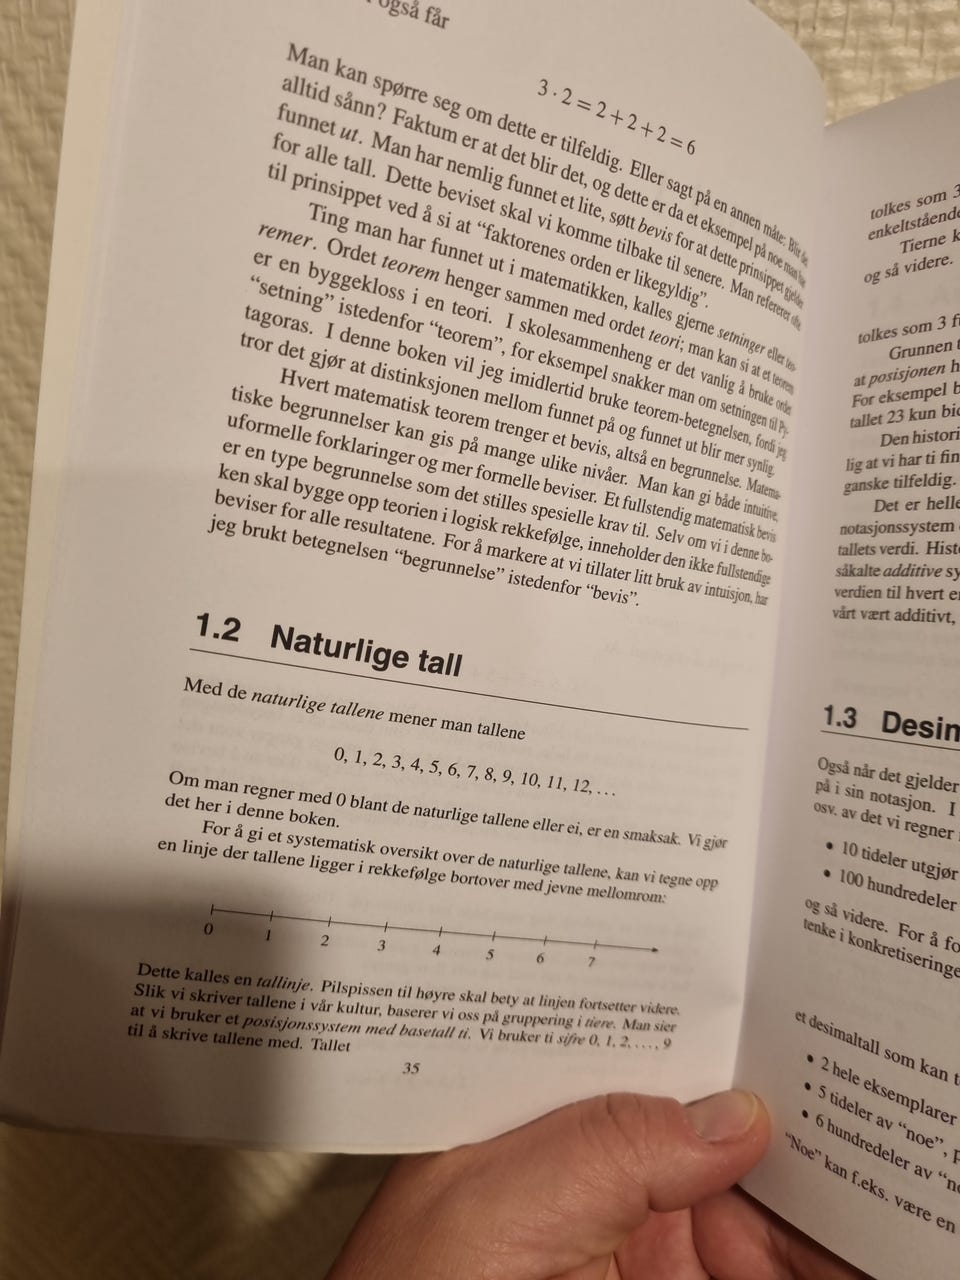 også får
3 · 2 = 2 + 2 + 2 = 6
Man kan spørre seg om dette er tilfeldig. Eller sagt på en annen måte: Blir det
alltid sånn? Faktum er at det blir det, og dette er da et eksempel på noe man har
funnet ut. Man har nemlig funnet et lite, søtt bevis for at dette prinsippet gjelder
for alle tall. Dette beviset skal vi komme tilbake til senere. Man refererer ofte
til prinsippet ved å si at “faktorenes orden er likegyldig”.
Ting man har funnet ut i matematikken, kalles gjerne setninger eller teo-
remer. Ordet teorem henger sammen med ordet teori; man kan si at et teorem
er en byggekloss i en teori. I skolesammenheng er det vanlig å bruke ordet
“setning” istedenfor “teorem”, for eksempel snakker man om setningen til Py-
tagoras. I denne boken vil jeg imidlertid bruke teorem-betegnelsen, fordi jeg
tror det gjør at distinksjonen mellom funnet på og funnet ut blir mer synlig.
Hvert matematisk teorem trenger et bevis, altså en begrunnelse. Matema-
tiske begrunnelser kan gis på mange ulike nivåer. Man kan gi både intuitive,
uformelle forklaringer og mer formelle beviser. Et fullstendig matematisk bevis
er en type begrunnelse som det stilles spesielle krav til. Selv om vi i denne bo-
ken skal bygge opp teorien i logisk rekkefølge, inneholder den ikke fullstendige
beviser for alle resultatene. For å markere at vi tillater litt bruk av intuisjon, har
jeg brukt betegnelsen “begrunnelse” istedenfor “bevis”.
1.2 Naturlige tall
Med de naturlige tallene mener man tallene
0, 1, 2, 3, 4, 5, 6, 7, 8, 9, 10, 11, 12, . . .
Om man regner med 0 blant de naturlige tallene eller ei, er en smaksak. Vi gjør
det her i denne boken.
For å gi et systematisk oversikt over de naturlige tallene, kan vi tegne opp
en linje der tallene ligger i rekkefølge bortover med jevne mellomrom:
0 1 2 3 4 5 6 7
Dette kalles en tallinje. Pilspissen til høyre skal bety at linjen fortsetter videre.
Slik vi skriver tallene i vår kultur, baserer vi oss på gruppering i tiere. Man sier
at vi bruker et posisjonssystem med basetall ti. Vi bruker ti sifre 0, 1, 2, . . . , 9
til å skrive tallene med. Tallet
35
tolkes som 3
enkeltstående
Tierne k
og så videre.
tolkes som 3 f
Grunnen t
at posisjonen h
For eksempel b
tallet 23 kun bi
Den histori
lig at vi har ti fin
ganske tilfeldig.
Det er helle
notasjonssystem
tallets verdi. Hist
såkalte additive sy
verdien til hvert e
vårt vært additivt,
1.3 Desim
Også når det gjelder
på i sin notasjon. I
osv. av det vi regner
• 10 tideler utgjør
• 100 hundredeler
og så videre. For å fo
tenke i konkretiseringe
et desimaltall som kan t
• 2 hele eksemplarer
• 5 tideler av “noe”, p
• 6 hundredeler av “no
“Noe” kan f.eks. være en